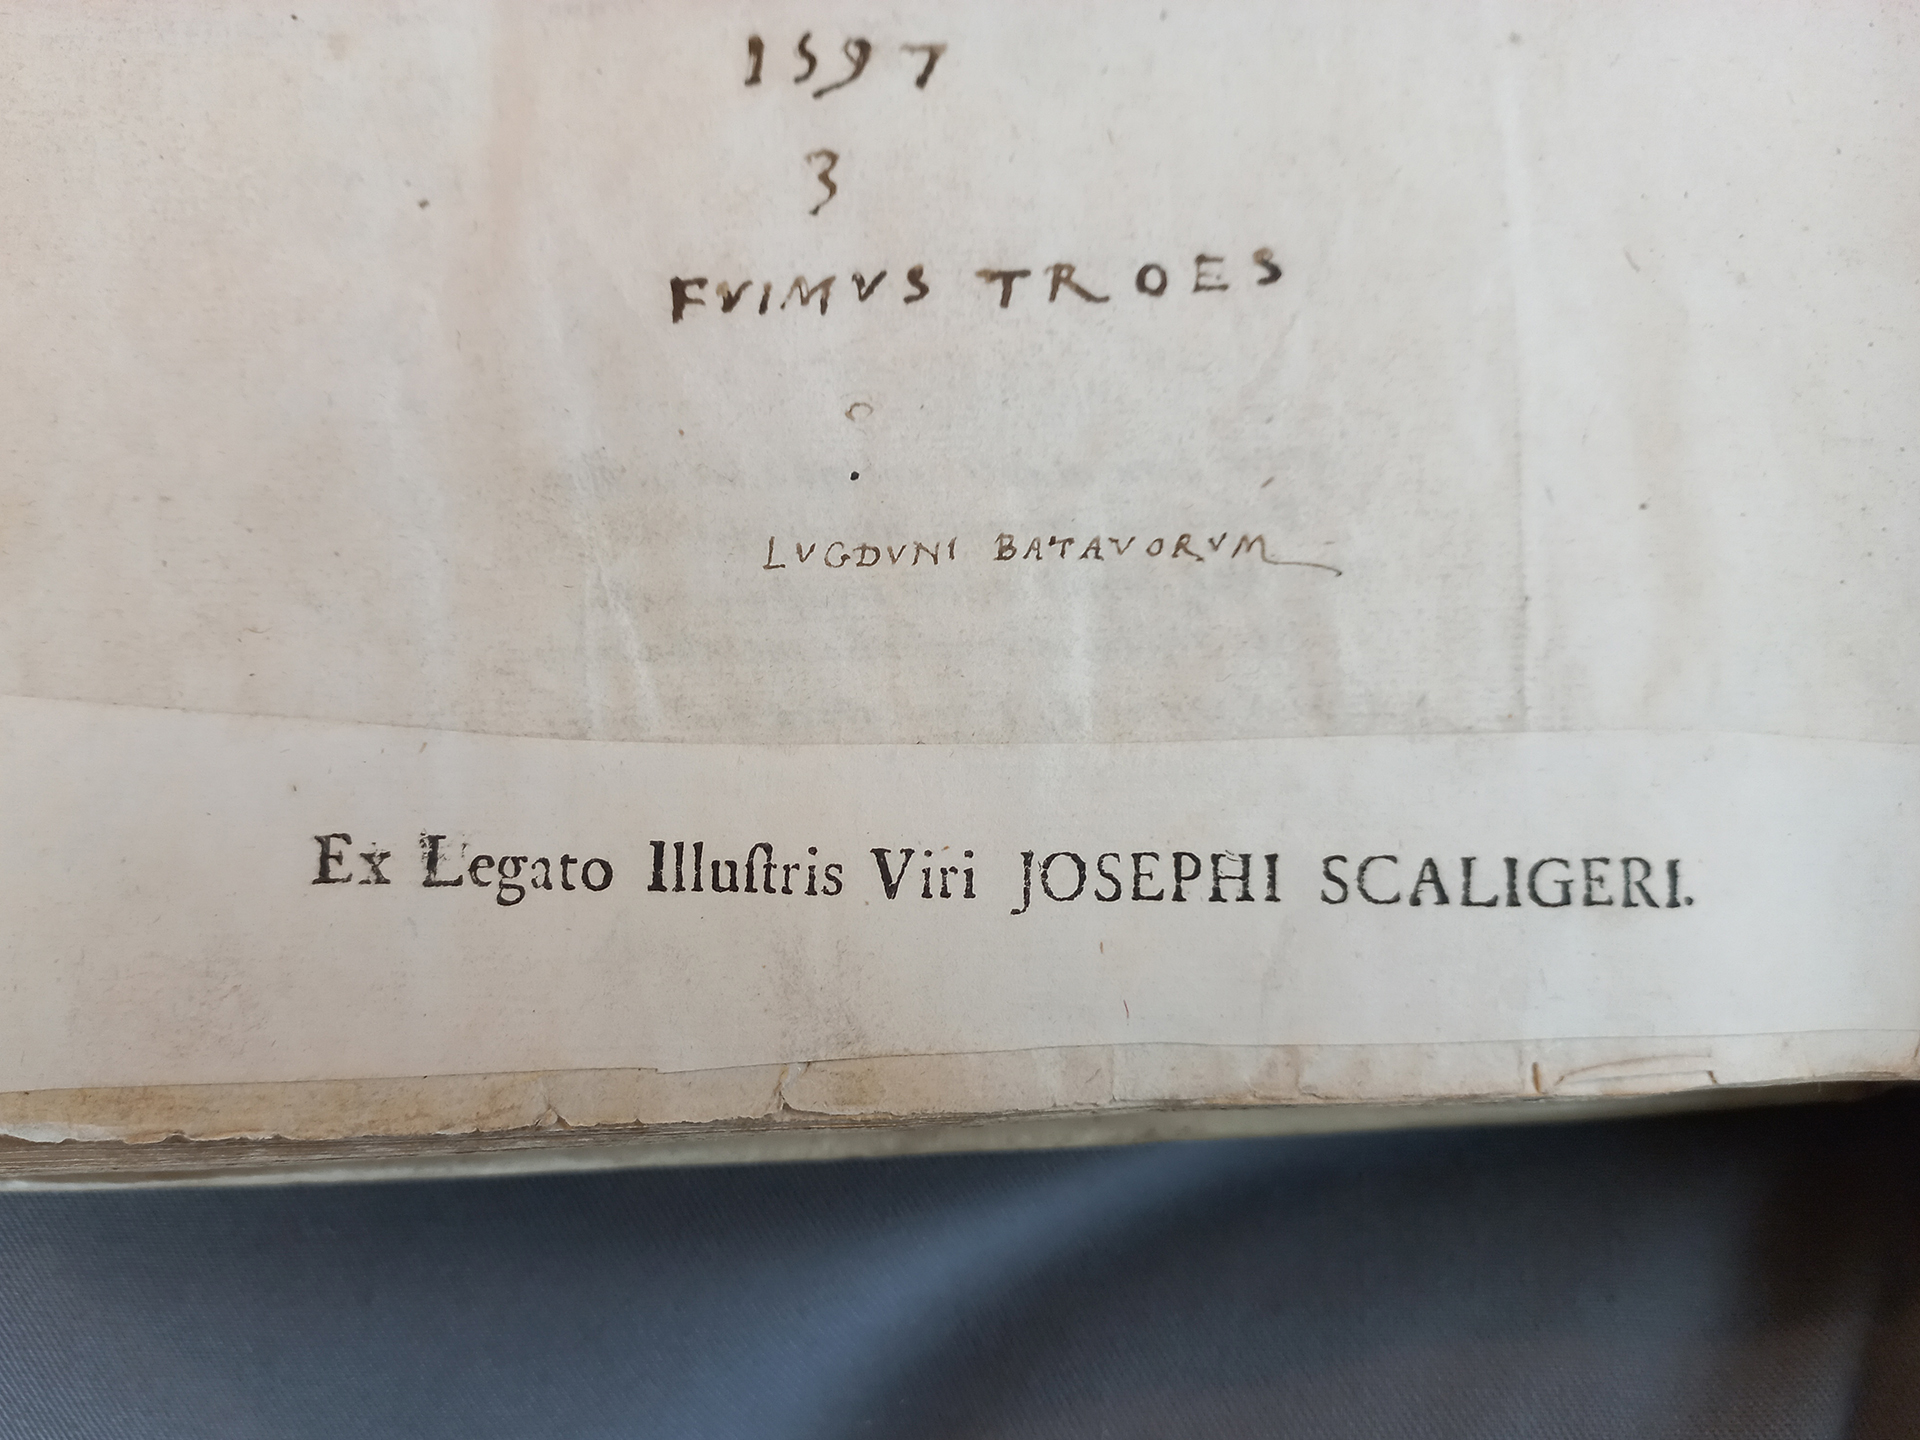 1597
3
FVIMVS TROES
LVGDVNI BATAVORVM
Ex Legato Illuſtris Viri JOSEPHI SCALIGERI.